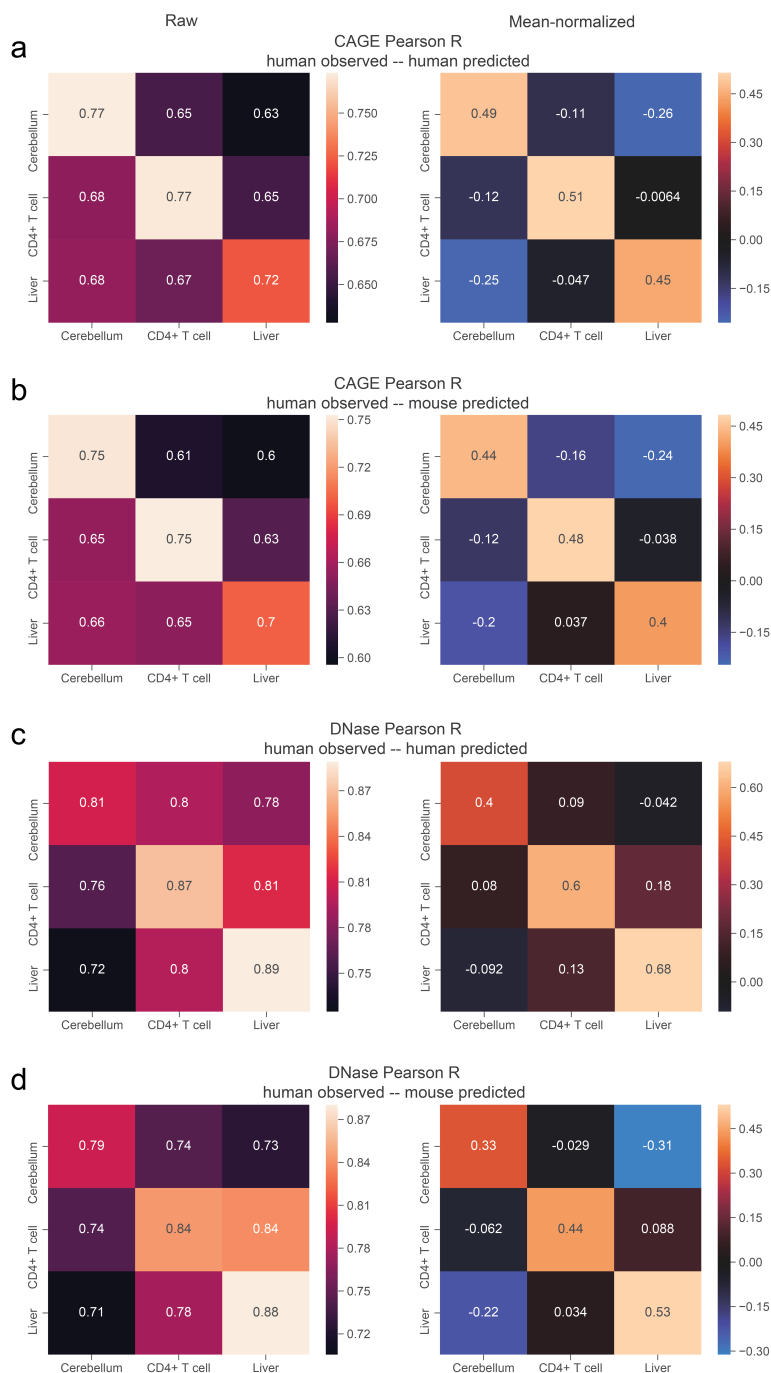 Raw
Mean-normalized
a
CAGE Pearson R
human observed -- human predicted
Cerebellum
CD4+ T cell
Liver
0.77 0.65 0.63
0.68 0.77 0.65
0.68 0.67 0.72
Cerebellum CD4+ T cell Liver
0.750
0.725
0.700
0.675
0.650
Cerebellum
CD4+ T cell
Liver
0.49 -0.11 -0.26
-0.12 0.51 -0.0064
-0.25 -0.047 0.45
Cerebellum CD4+ T cell Liver
0.45
0.30
0.15
0.00
−0.15
b
CAGE Pearson R
human observed -- mouse predicted
Cerebellum
CD4+ T cell
Liver
0.75 0.61 0.6
0.65 0.75 0.63
0.66 0.65 0.7
Cerebellum CD4+ T cell Liver
0.75
0.72
0.69
0.66
0.63
0.60
Cerebellum
CD4+ T cell
Liver
0.44 -0.16 -0.24
-0.12 0.48 -0.038
-0.2 0.037 0.4
Cerebellum CD4+ T cell Liver
0.45
0.30
0.15
0.00
−0.15
c
DNase Pearson R
human observed -- human predicted
Cerebellum
CD4+ T cell
Liver
0.81 0.8 0.78
0.76 0.87 0.81
0.72 0.8 0.89
Cerebellum CD4+ T cell Liver
0.87
0.84
0.81
0.78
0.75
Cerebellum
CD4+ T cell
Liver
0.4 0.09 -0.042
0.08 0.6 0.18
-0.092 0.13 0.68
Cerebellum CD4+ T cell Liver
0.60
0.45
0.30
0.15
0.00
d
DNase Pearson R
human observed -- mouse predicted
Cerebellum
CD4+ T cell
Liver
0.79 0.74 0.73
0.74 0.84 0.84
0.71 0.78 0.88
Cerebellum CD4+ T cell Liver
0.87
0.84
0.81
0.78
0.75
0.72
Cerebellum
CD4+ T cell
Liver
0.33 -0.029 -0.31
-0.062 0.44 0.088
-0.22 0.034 0.53
Cerebellum CD4+ T cell Liver
0.45
0.30
0.15
0.00
−0.15
−0.30